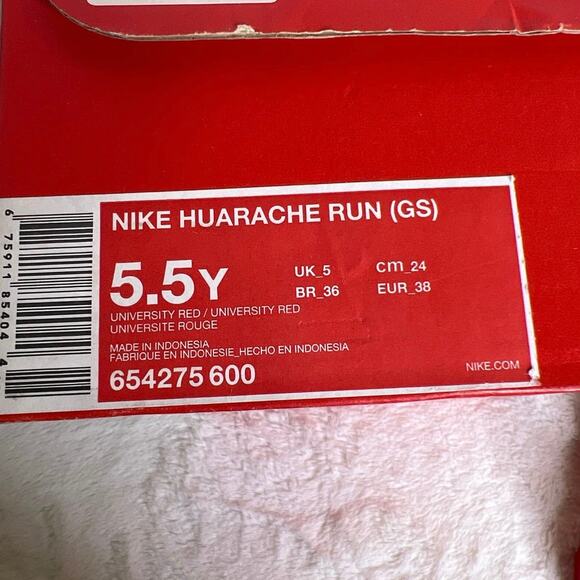 NIKE HUARACHE RUN (GS)
5.5Y
UK_5 cm_24
BR_36 EUR_38
UNIVERSITY RED / UNIVERSITY RED
UNIVERSITE ROUGE
MADE IN INDONESIA
FABRIQUE EN INDONESIE_HECHO EN INDONESIA
654275 600
NIKE.COM
6 75911 85404 4